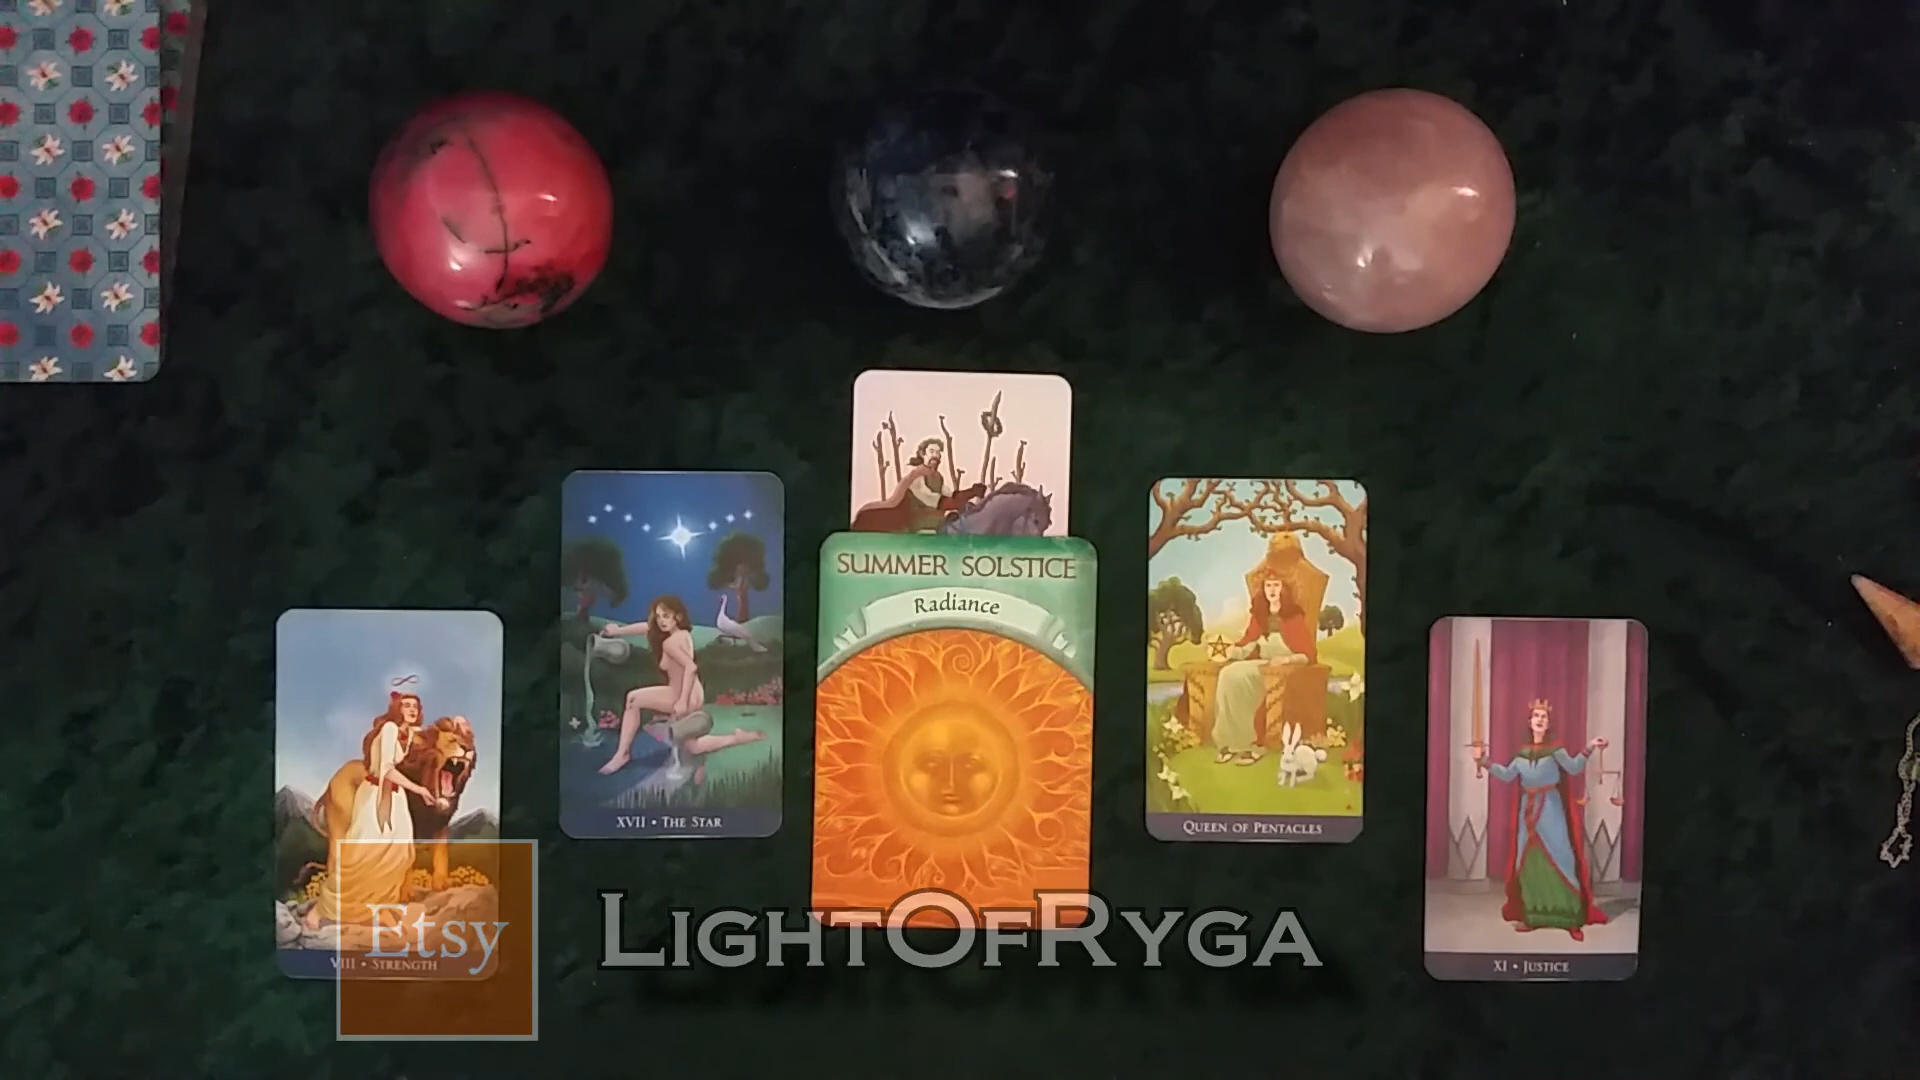 SUMMER SOLSTICE
Radiance
XVII • THE STAR
QUEEN OF PENTACLES
VIII • STRENGTH
XI • JUSTICE
Etsy
LIGHTOFRYGA